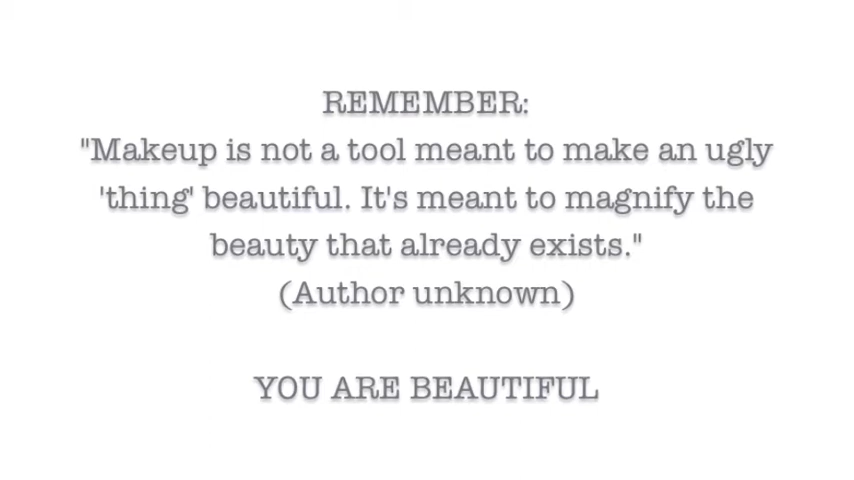 REMEMBER:
"Makeup is not a tool meant to make an ugly
'thing' beautiful. It's meant to magnify the
beauty that already exists."
(Author unknown)
YOU ARE BEAUTIFUL